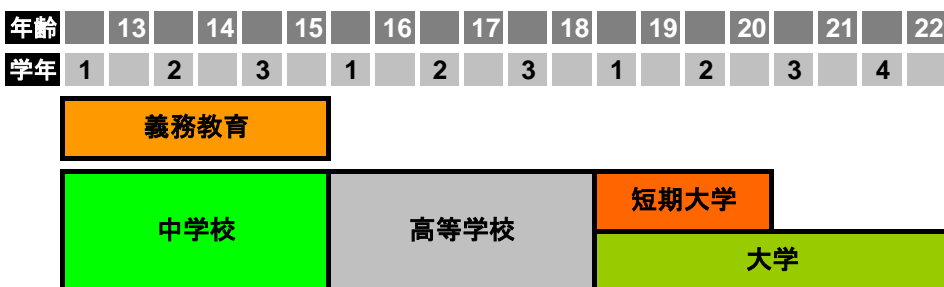 年齢 13 14 15 16 17 18 19 20 21 22
学年 1 2 3 1 2 3 1 2 3 4
義務教育
中学校 高等学校 短期大学
大学